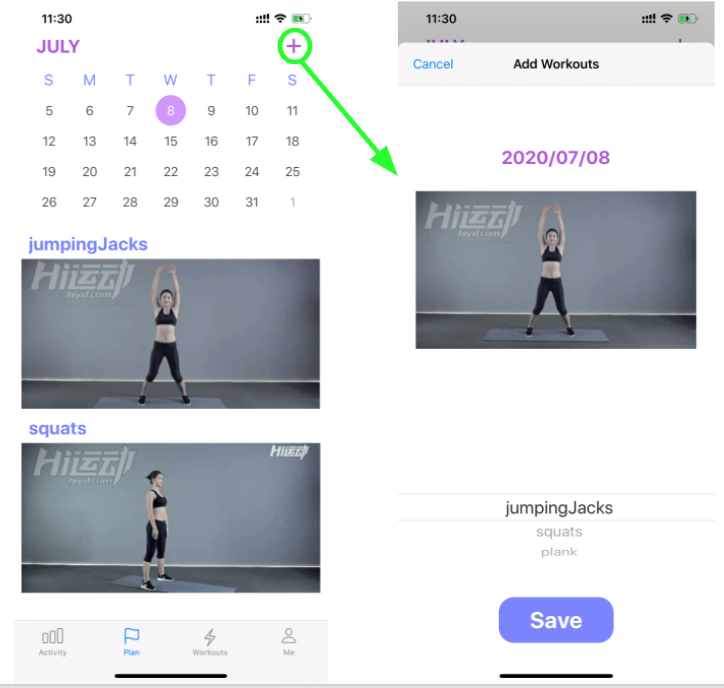 11:30
JULY
S M T W T F S
5 6 7 8 9 10 11
12 13 14 15 16 17 18
19 20 21 22 23 24 25
26 27 28 29 30 31 1
jumpingJacks
Hi运动
hiyd.com
squats
Hi运动
hiyd.com
Hi运动
Activity Plan Workouts Me
11:30
JULY
Cancel Add Workouts
2020/07/08
Hi运动
hiyd.com
jumpingJacks
squats
plank
Save